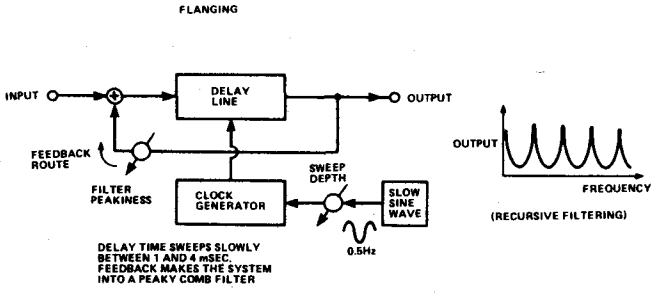 FLANGING
INPUT
DELAY
LINE
OUTPUT
FEEDBACK
ROUTE
FILTER
PEAKINESS
CLOCK
GENERATOR
SWEEP
DEPTH
SLOW
SINE
WAVE
0.5Hz
DELAY TIME SWEEPS SLOWLY
BETWEEN 1 AND 4 mSEC.
FEEDBACK MAKES THE SYSTEM
INTO A PEAKY COMB FILTER
OUTPUT
FREQUENCY
(RECURSIVE FILTERING)